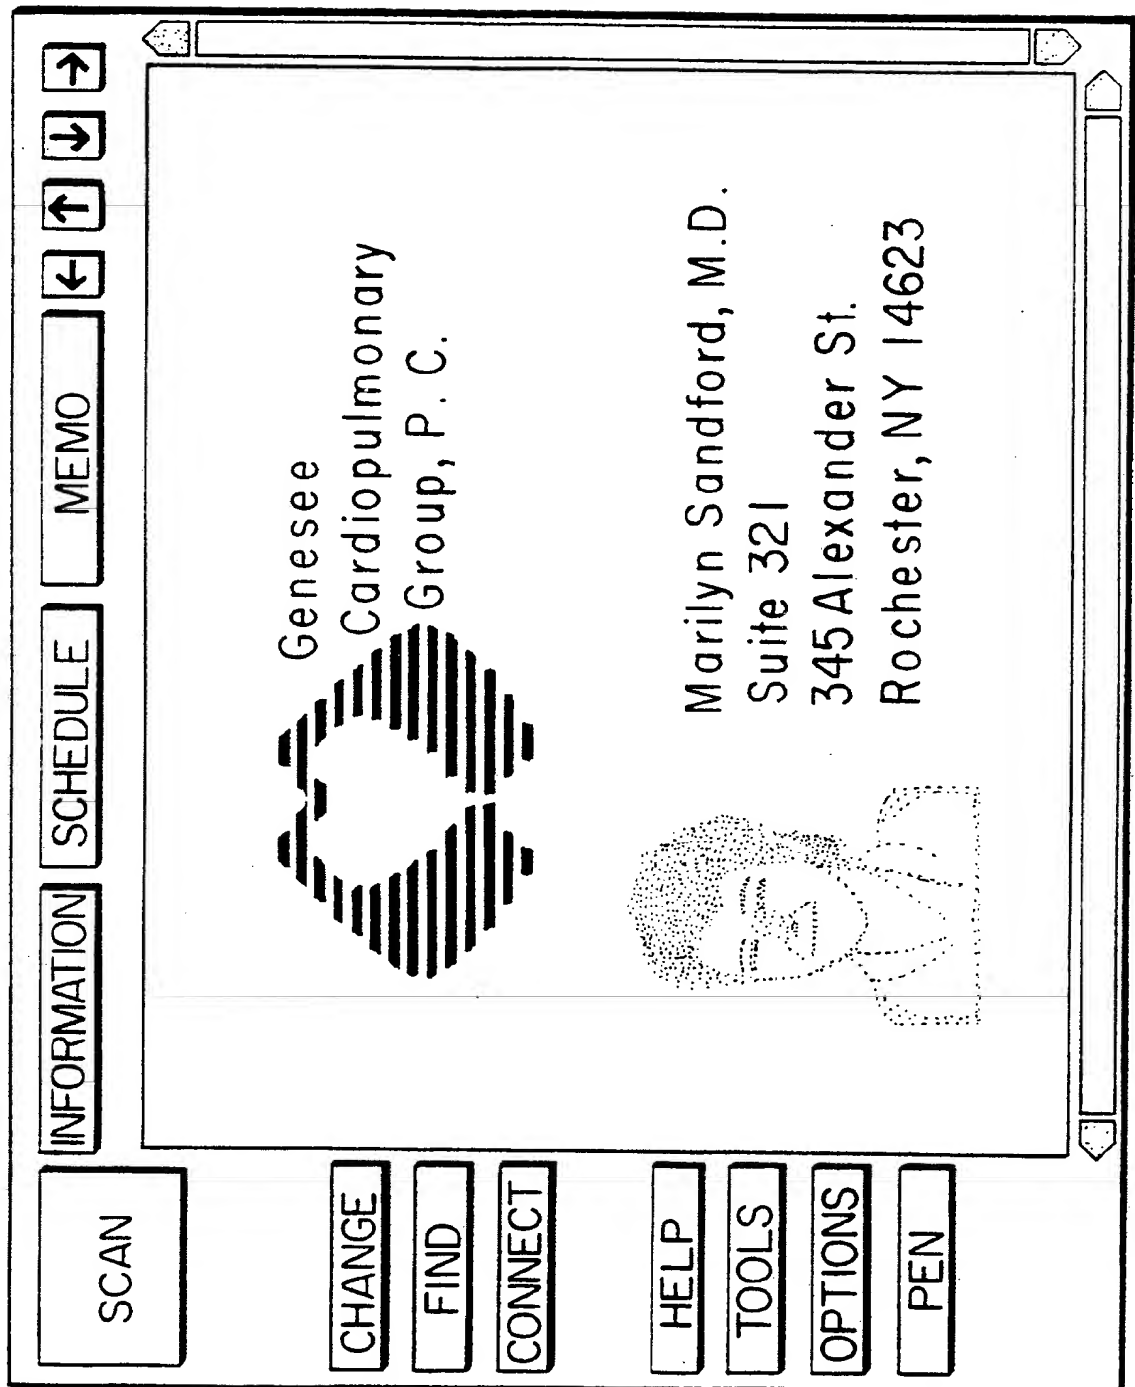 SCAN
INFORMATION
SCHEDULE
MEMO
← ↑ ↓ →
CHANGE
FIND
CONNECT
HELP
TOOLS
OPTIONS
PEN
Genesee
Cardiopulmonary
Group, P. C.
Marilyn Sandford, M.D.
Suite 321
345 Alexander St.
Rochester, NY 14623